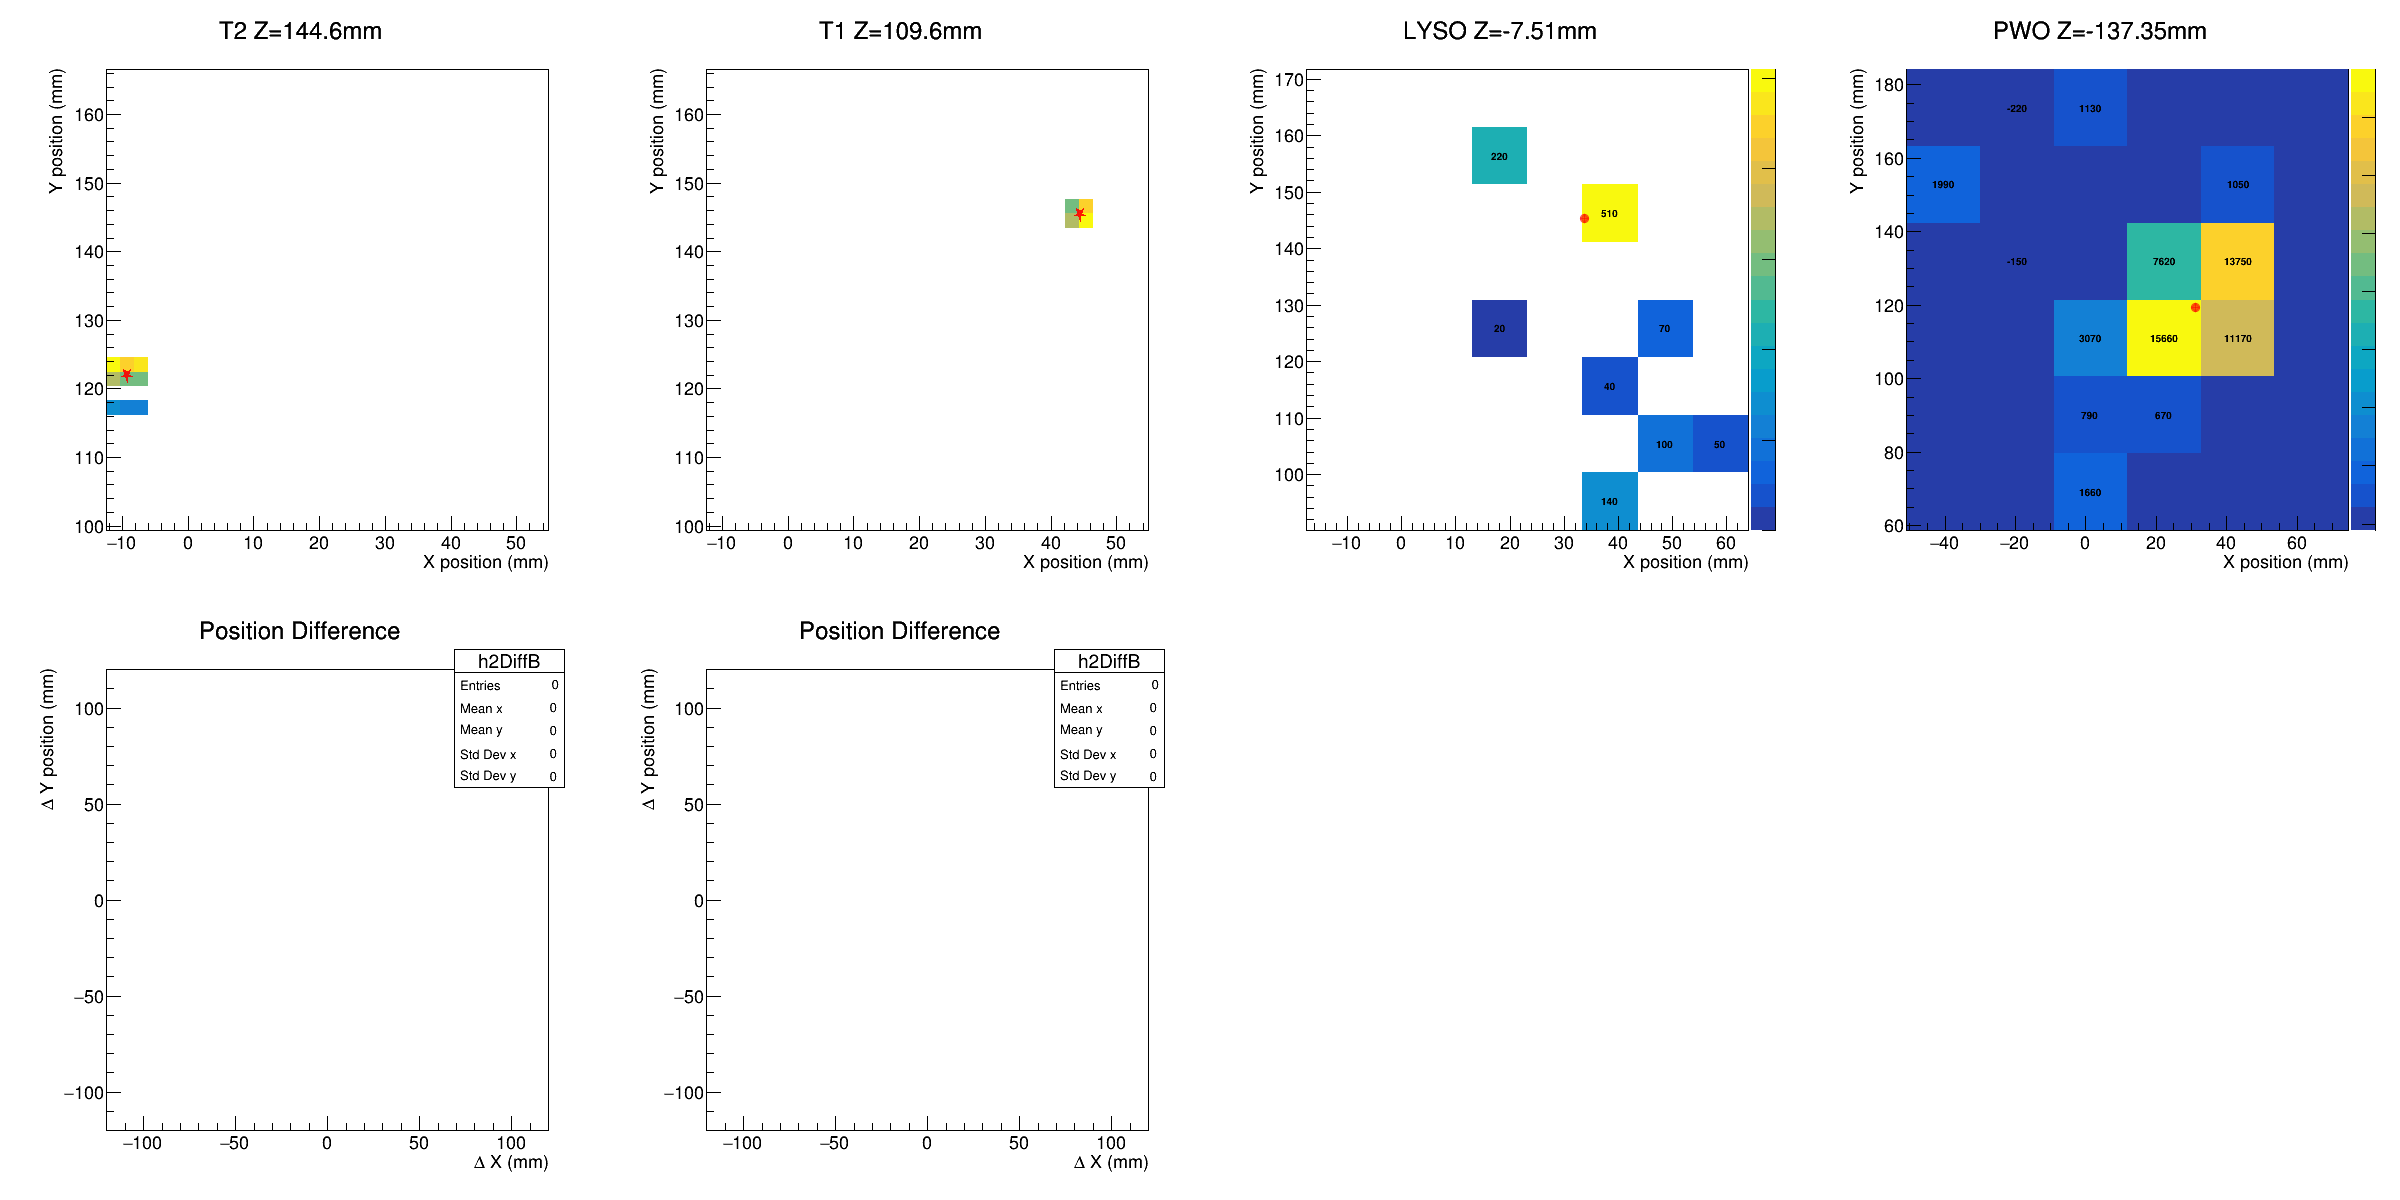 T2 Z=144.6mm
Y position (mm)
160
150
140
130
120
110
100
−10 0 10 20 30 40 50
X position (mm)
T1 Z=109.6mm
Y position (mm)
160
150
140
130
120
110
100
−10 0 10 20 30 40 50
X position (mm)
LYSO Z=-7.51mm
Y position (mm)
170
160
150
140
130
120
110
100
220
510
20
70
40
100
50
140
−10 0 10 20 30 40 50 60
X position (mm)
PWO Z=-137.35mm
Y position (mm)
180
160
140
120
100
80
60
-220
1130
1990
1050
-150
7620
13750
3070
15660
11170
790
670
1660
−40 −20 0 20 40 60
X position (mm)
Position Difference
h2DiffB
Entries 0
Mean x 0
Mean y 0
Std Dev x 0
Std Dev y 0
Δ Y position (mm)
100
50
0
−50
−100
−100 −50 0 50 100
Δ X (mm)
Position Difference
h2DiffB
Entries 0
Mean x 0
Mean y 0
Std Dev x 0
Std Dev y 0
Δ Y position (mm)
100
50
0
−50
−100
−100 −50 0 50 100
Δ X (mm)